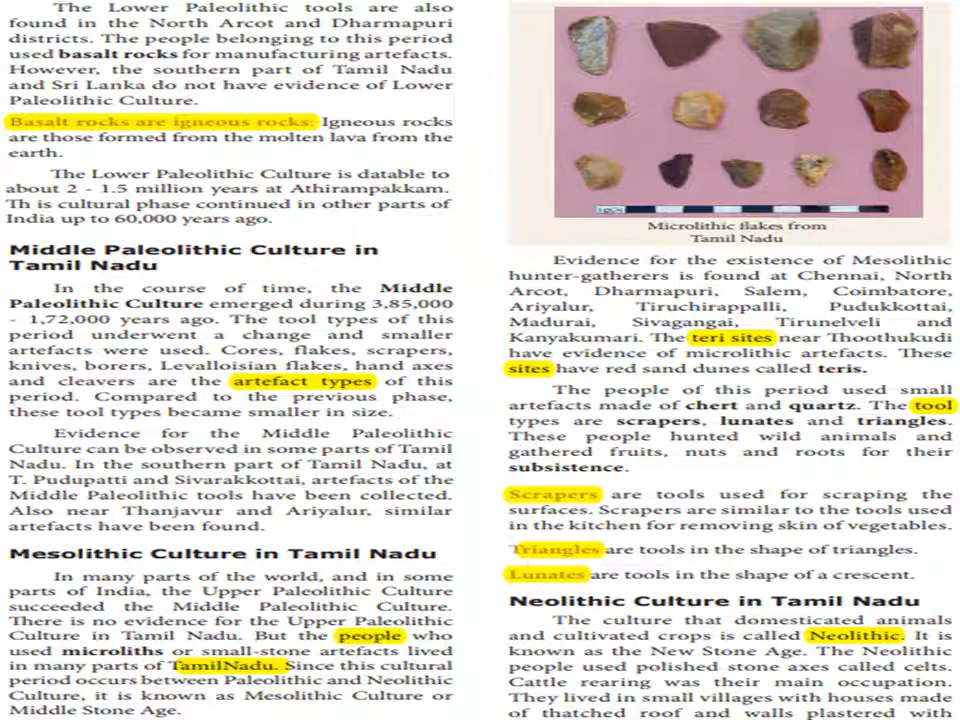 The Lower Paleolithic tools are also
found in the North Arcot and Dharmapuri
districts. The people belonging to this period
used basalt rocks for manufacturing artefacts.
However, the southern part of Tamil Nadu
and Sri Lanka do not have evidence of Lower
Paleolithic Culture.
Basalt rocks are igneous rocks: Igneous rocks
are those formed from the molten lava from the
earth.
The Lower Paleolithic Culture is datable to
about 2 - 1.5 million years at Athirampakkam.
Th is cultural phase continued in other parts of
India up to 60,000 years ago.
Middle Paleolithic Culture in
Tamil Nadu
In the course of time, the Middle
Paleolithic Culture emerged during 3,85,000
- 1,72,000 years ago. The tool types of this
period underwent a change and smaller
artefacts were used. Cores, flakes, scrapers,
knives, borers, Levalloisian flakes, hand axes
and cleavers are the artefact types of this
period. Compared to the previous phase,
these tool types became smaller in size.
Evidence for the Middle Paleolithic
Culture can be observed in some parts of Tamil
Nadu. In the southern part of Tamil Nadu, at
T. Pudupatti and Sivarakkottai, artefacts of the
Middle Paleolithic tools have been collected.
Also near Thanjavur and Ariyalur, similar
artefacts have been found.
Mesolithic Culture in Tamil Nadu
In many parts of the world, and in some
parts of India, the Upper Paleolithic Culture
succeeded the Middle Paleolithic Culture.
There is no evidence for the Upper Paleolithic
Culture in Tamil Nadu. But the people who
used microliths or small-stone artefacts lived
in many parts of TamilNadu. Since this cultural
period occurs between Paleolithic and Neolithic
Culture, it is known as Mesolithic Culture or
Middle Stone Age.
Microlithic flakes from
Tamil Nadu
Evidence for the existence of Mesolithic
hunter-gatherers is found at Chennai, North
Arcot, Dharmapuri, Salem, Coimbatore,
Ariyalur, Tiruchirappalli, Pudukkottai,
Madurai, Sivagangai, Tirunelveli and
Kanyakumari. The teri sites near Thoothukudi
have evidence of microlithic artefacts. These
sites have red sand dunes called teris.
The people of this period used small
artefacts made of chert and quartz. The tool
types are scrapers, lunates and triangles.
These people hunted wild animals and
gathered fruits, nuts and roots for their
subsistence.
Scrapers are tools used for scraping the
surfaces. Scrapers are similar to the tools used
in the kitchen for removing skin of vegetables.
Triangles are tools in the shape of triangles.
Lunates are tools in the shape of a crescent.
Neolithic Culture in Tamil Nadu
The culture that domesticated animals
and cultivated crops is called Neolithic. It is
known as the New Stone Age. The Neolithic
people used polished stone axes called celts.
Cattle rearing was their main occupation.
They lived in small villages with houses made
of thatched roof and walls plastered with